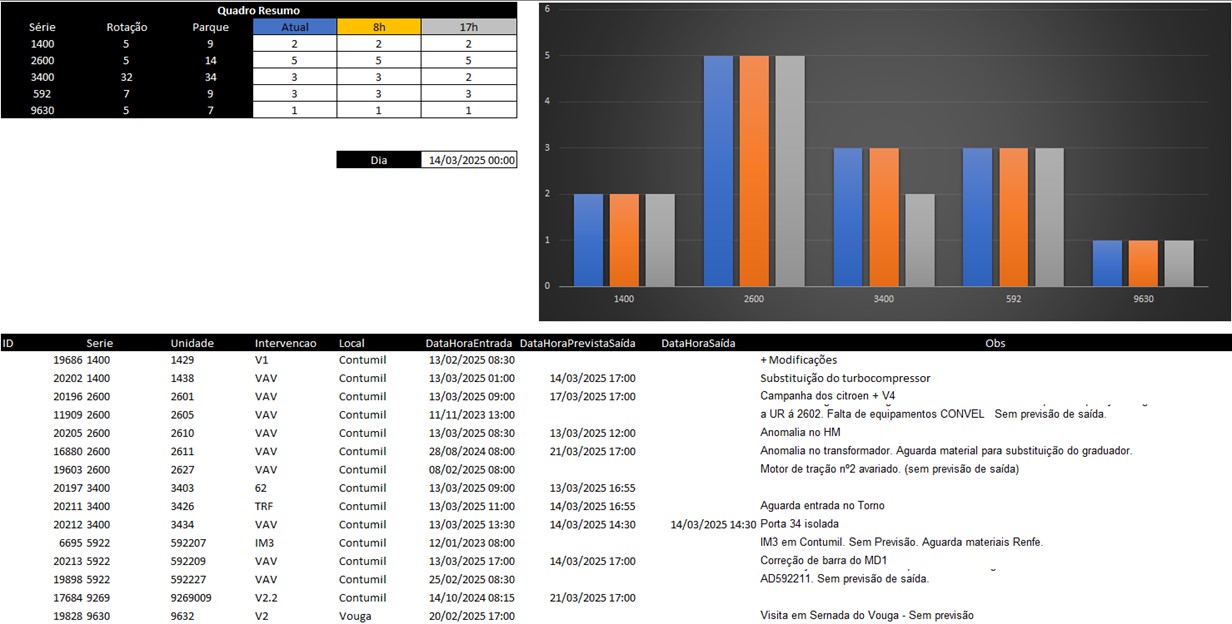 Quadro Resumo
Série Rotação Parque Atual 8h 17h
1400 5 9 2 2 2
2600 5 14 5 5 5
3400 32 34 3 3 2
592 7 9 3 3 3
9630 5 7 1 1 1
Dia 14/03/2025 00:00
6
5
4
3
2
1
0
1400 2600 3400 592 9630
ID Serie Unidade Intervencao Local DataHoraEntrada DataHoraPrevistaSaída DataHoraSaída Obs
19686 1400 1429 V1 Contumil 13/02/2025 08:30 + Modificações
20202 1400 1438 VAV Contumil 13/03/2025 01:00 14/03/2025 17:00 Substituição do turbocompressor
20196 2600 2601 VAV Contumil 13/03/2025 09:00 17/03/2025 17:00 Campanha dos citroen + V4
11909 2600 2605 VAV Contumil 11/11/2023 13:00 a UR á 2602. Falta de equipamentos CONVEL Sem previsão de saída.
20205 2600 2610 VAV Contumil 13/03/2025 08:30 13/03/2025 12:00 Anomalia no HM
16880 2600 2611 VAV Contumil 28/08/2024 08:00 21/03/2025 17:00 Anomalia no transformador. Aguarda material para substituição do graduador.
19603 2600 2627 VAV Contumil 08/02/2025 08:00 Motor de tração nº2 avariado. (sem previsão de saída)
20197 3400 3403 62 Contumil 13/03/2025 09:00 13/03/2025 16:55
20211 3400 3426 TRF Contumil 13/03/2025 11:00 14/03/2025 16:55 Aguarda entrada no Torno
20212 3400 3434 VAV Contumil 13/03/2025 13:30 14/03/2025 14:30 14/03/2025 14:30 Porta 34 isolada
6695 5922 592207 IM3 Contumil 12/01/2023 08:00 IM3 em Contumil. Sem Previsão. Aguarda materiais Renfe.
20213 5922 592209 VAV Contumil 13/03/2025 17:00 14/03/2025 17:00 Correção de barra do MD1
19898 5922 592227 VAV Contumil 25/02/2025 08:30 AD592211. Sem previsão de saída.
17684 9269 9269009 V2.2 Contumil 14/10/2024 08:15 21/03/2025 17:00
19828 9630 9632 V2 Vouga 20/02/2025 17:00 Visita em Sernada do Vouga - Sem previsão